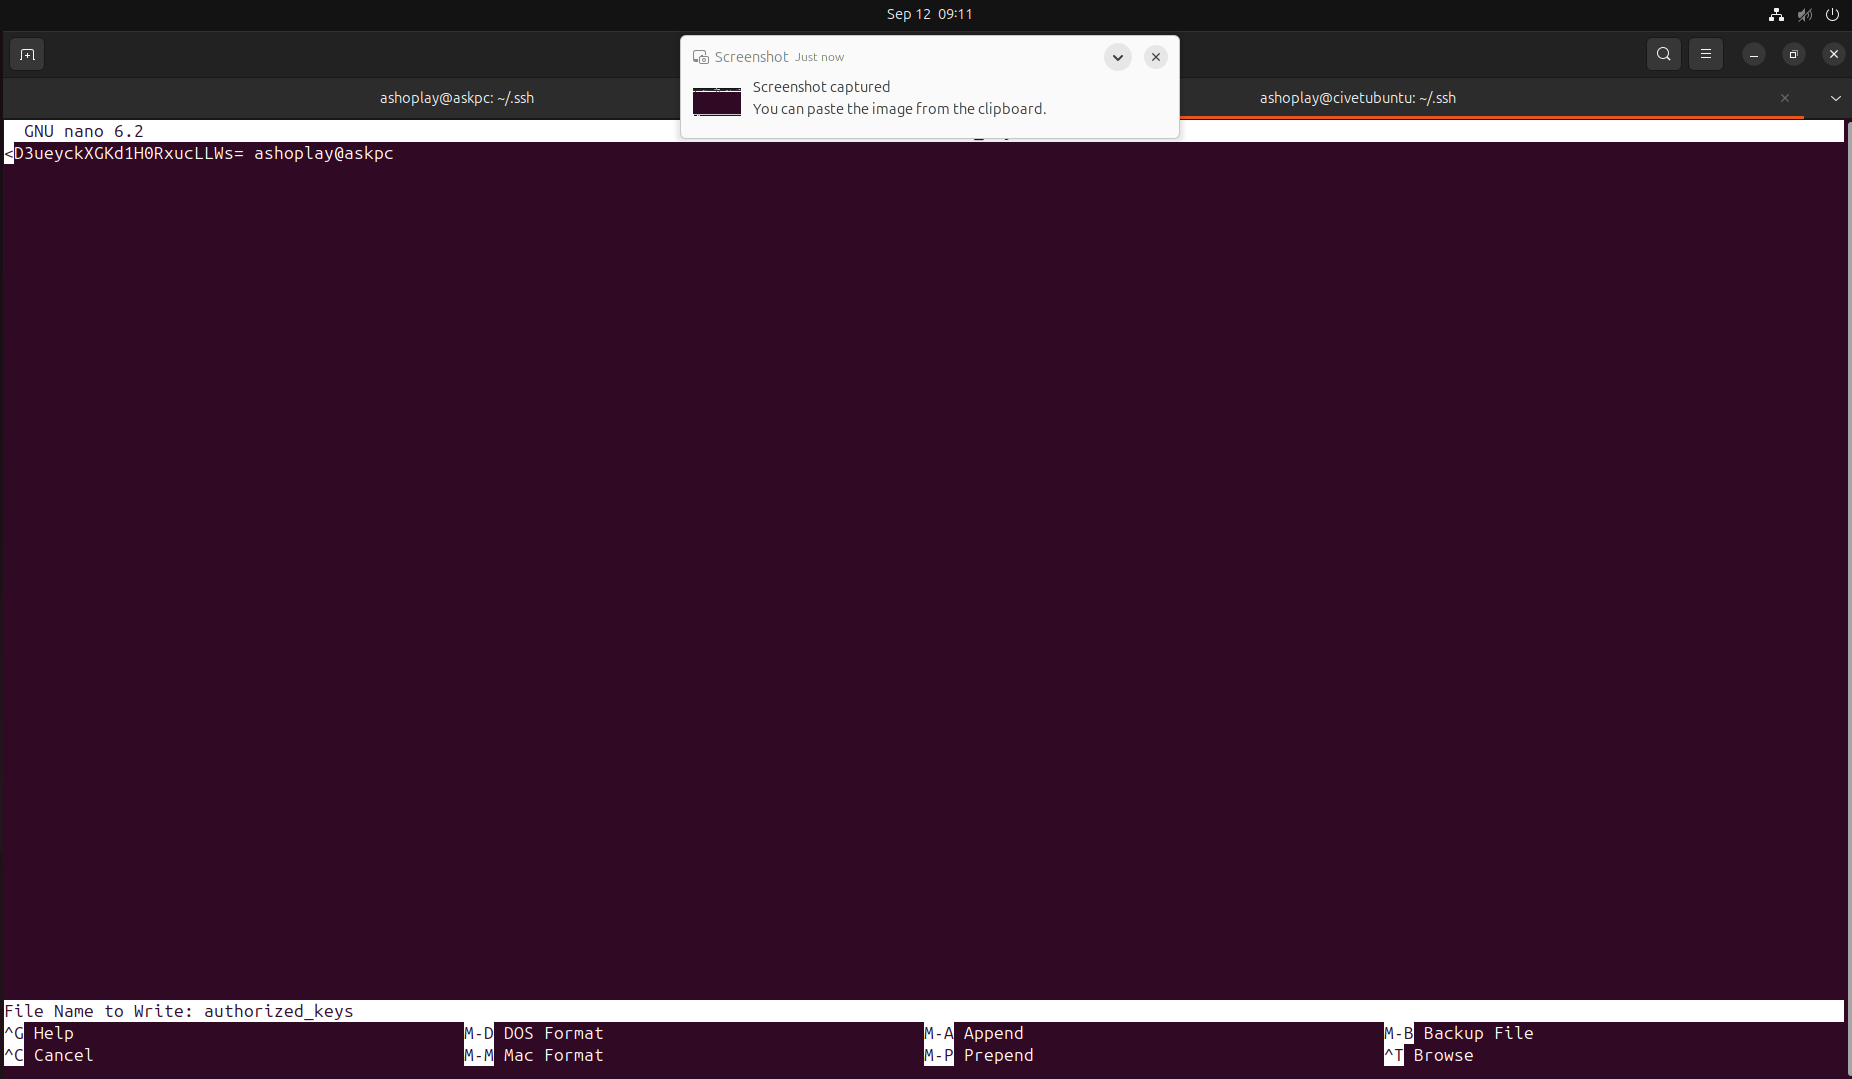 Sep 12 09:11
Screenshot Just now
Screenshot captured
You can paste the image from the clipboard.
ashoplay@askpc: ~/.ssh
ashoplay@civetubuntu: ~/.ssh
GNU nano 6.2
<D3ueyckXGKd1H0RxucLLWs= ashoplay@askpc
File Name to Write: authorized_keys
^G Help M-D DOS Format M-A Append M-B Backup File
^C Cancel M-M Mac Format M-P Prepend ^T Browse